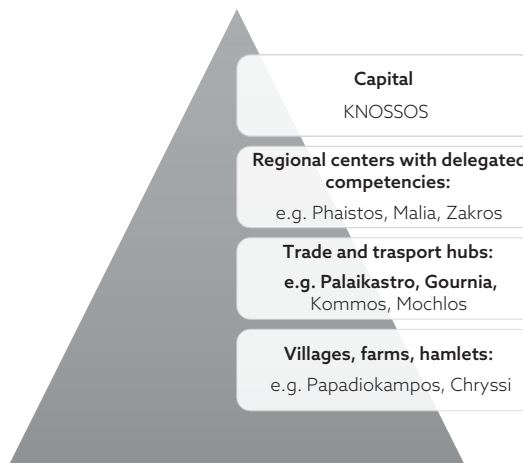 Capital
KNOSSOS
Regional centers with delegated
competencies:
e.g. Phaistos, Malia, Zakros
Trade and trasport hubs:
e.g. Palaikastro, Gournia,
Kommos, Mochlos
Villages, farms, hamlets:
e.g. Papadiokampos, Chryssi